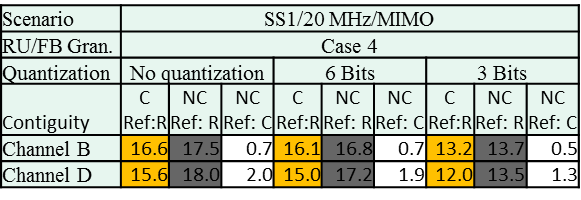 Scenario SS1/20 MHz/MIMO
RU/FB Gran. Case 4
Quantization No quantization 6 Bits 3 Bits
C NC NC C NC NC C NC NC
Contiguity Ref:R Ref: R Ref: C Ref:R Ref: R Ref: C Ref:R Ref: R Ref: C
Channel B 16.6 17.5 0.7 16.1 16.8 0.7 13.2 13.7 0.5
Channel D 15.6 18.0 2.0 15.0 17.2 1.9 12.0 13.5 1.3